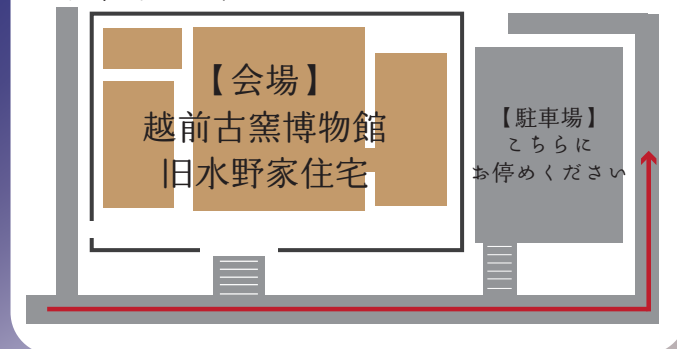 【会場】
越前古窯博物館
旧水野家住宅
【駐車場】
こちらに
お停めください